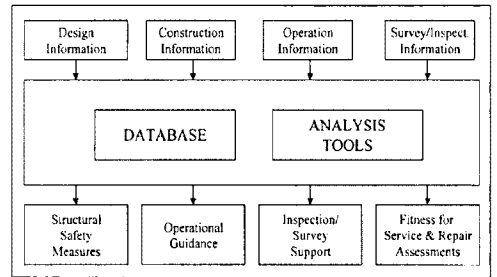 Design
Information
Construction
Information
Operation
Information
Survey/Inspect.
Information
DATABASE
ANALYSIS
TOOLS
Structural
Safety
Measures
Operational
Guidance
Inspection/
Survey
Support
Fitness for
Service & Repair
Assessments